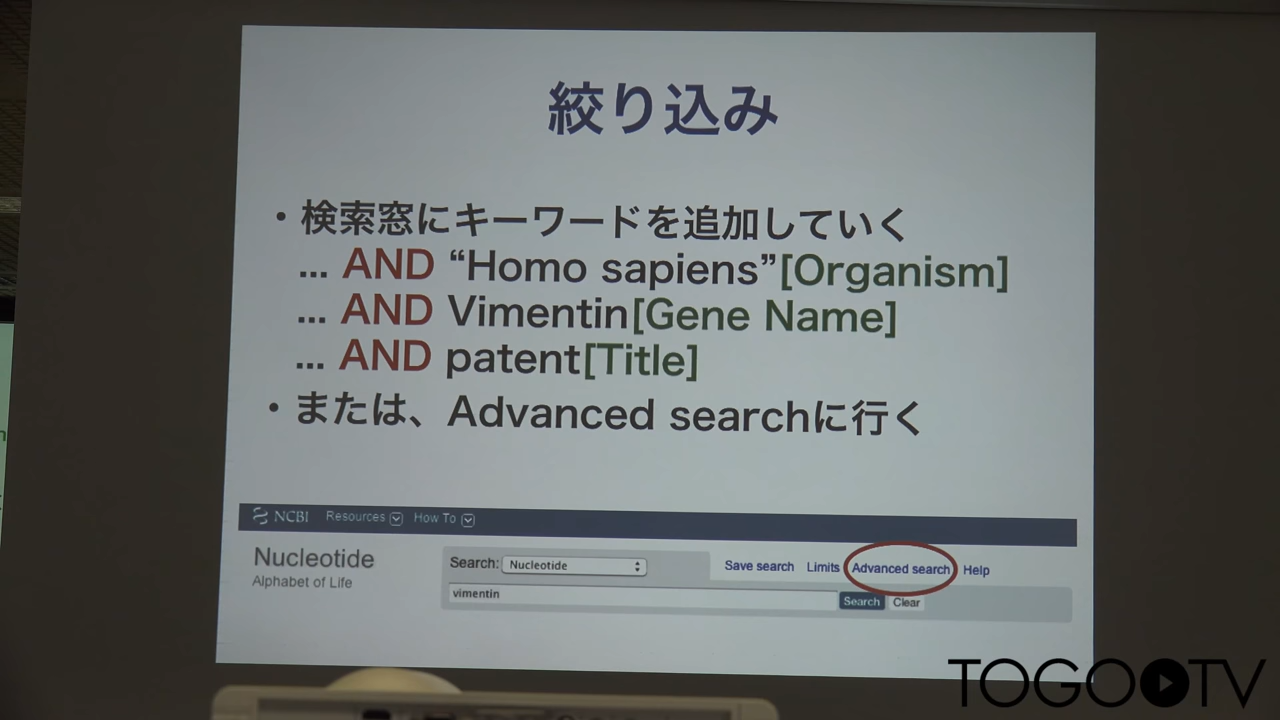 絞り込み
・検索窓にキーワードを追加していく
... AND “Homo sapiens”[Organism]
... AND Vimentin[Gene Name]
... AND patent[Title]
・または、Advanced searchに行く
NCBI Resources How To
Nucleotide
Alphabet of Life
Search: Nucleotide
Save search Limits Advanced search Help
vimentin
Search Clear
TOGOTV